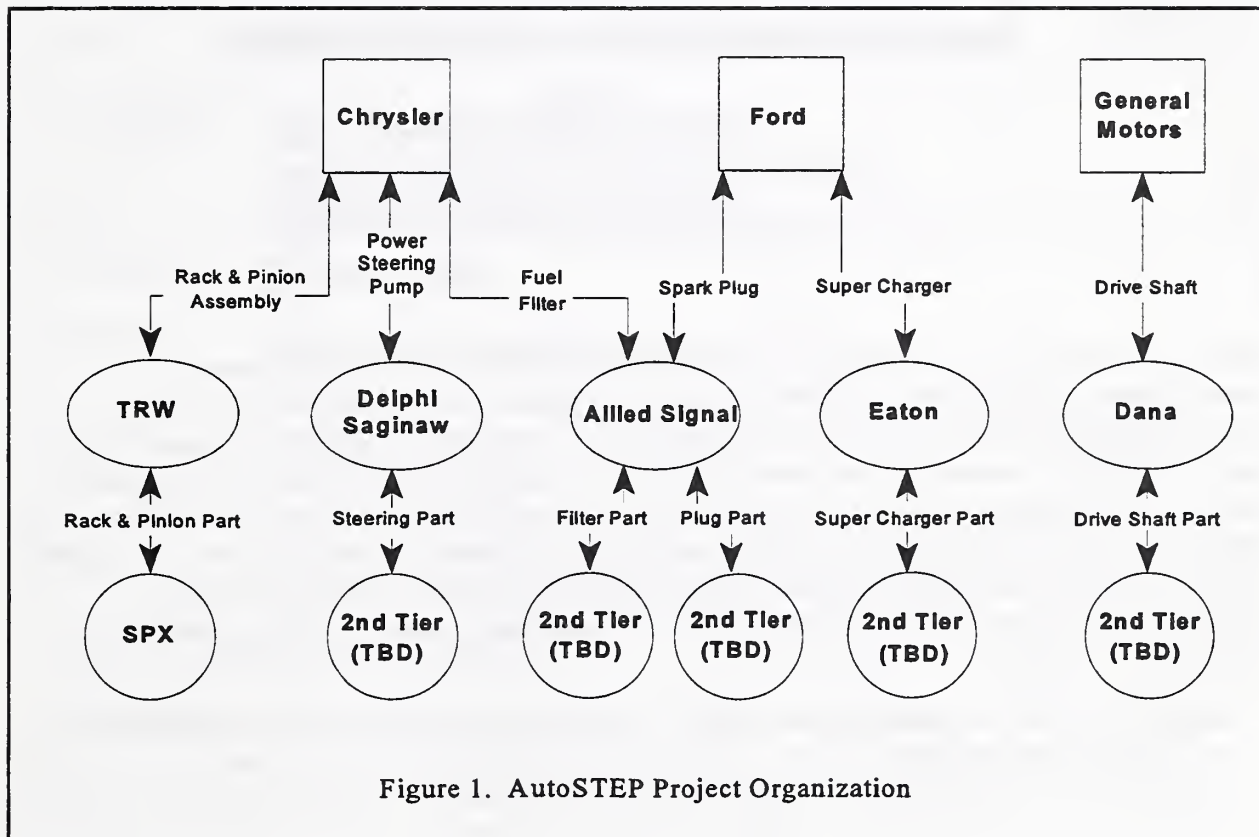 Chrysler
Ford
General
Motors
Rack & Pinion
Assembly
Power
Steering
Pump
Fuel
Filter
Spark Plug
Super Charger
Drive Shaft
TRW
Delphi
Saginaw
Allied Signal
Eaton
Dana
Rack & Pinion Part
Steering Part
Filter Part
Plug Part
Super Charger Part
Drive Shaft Part
SPX
2nd Tier
(TBD)
2nd Tier
(TBD)
2nd Tier
(TBD)
2nd Tier
(TBD)
2nd Tier
(TBD)
Figure 1. AutoSTEP Project Organization